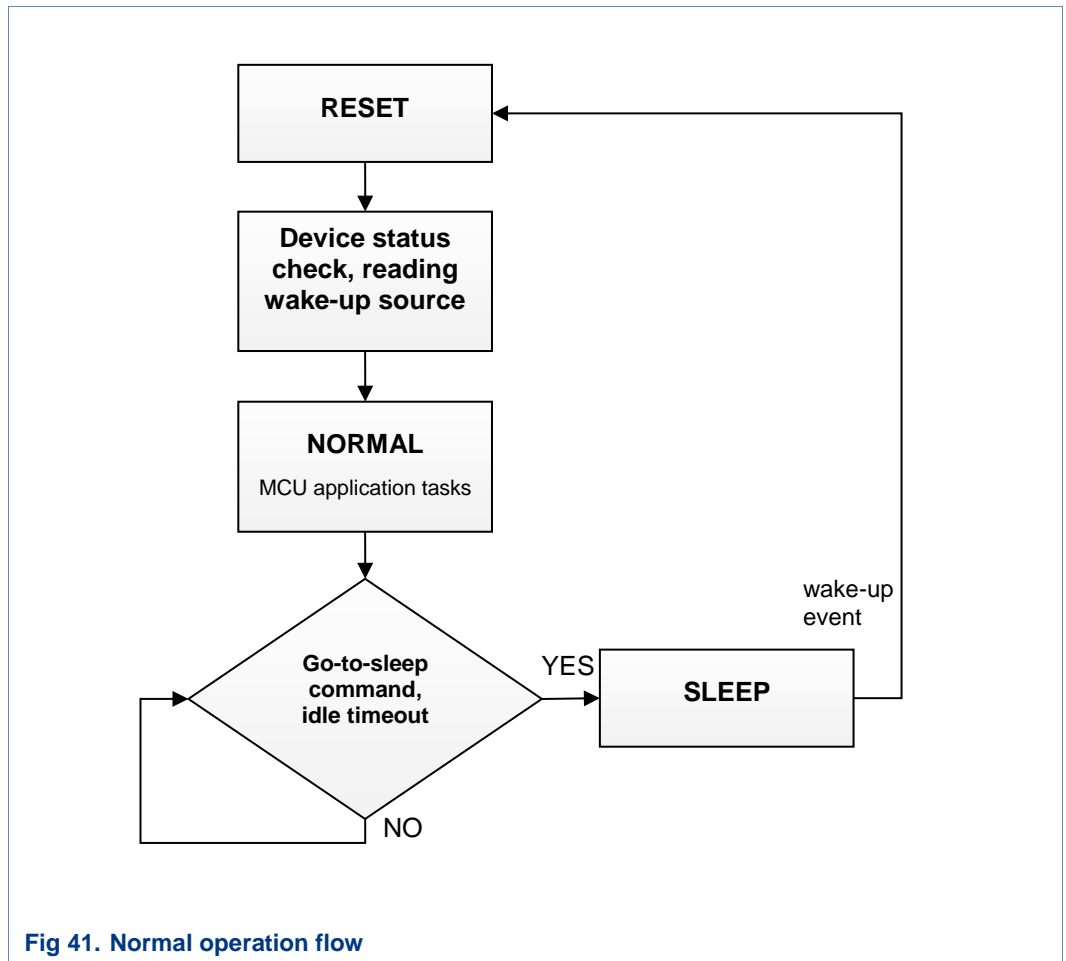 RESET
Device status
check, reading
wake-up source
NORMAL
MCU application tasks
wake-up
event
Go-to-sleep
command,
idle timeout
YES
SLEEP
NO
Fig 41. Normal operation flow